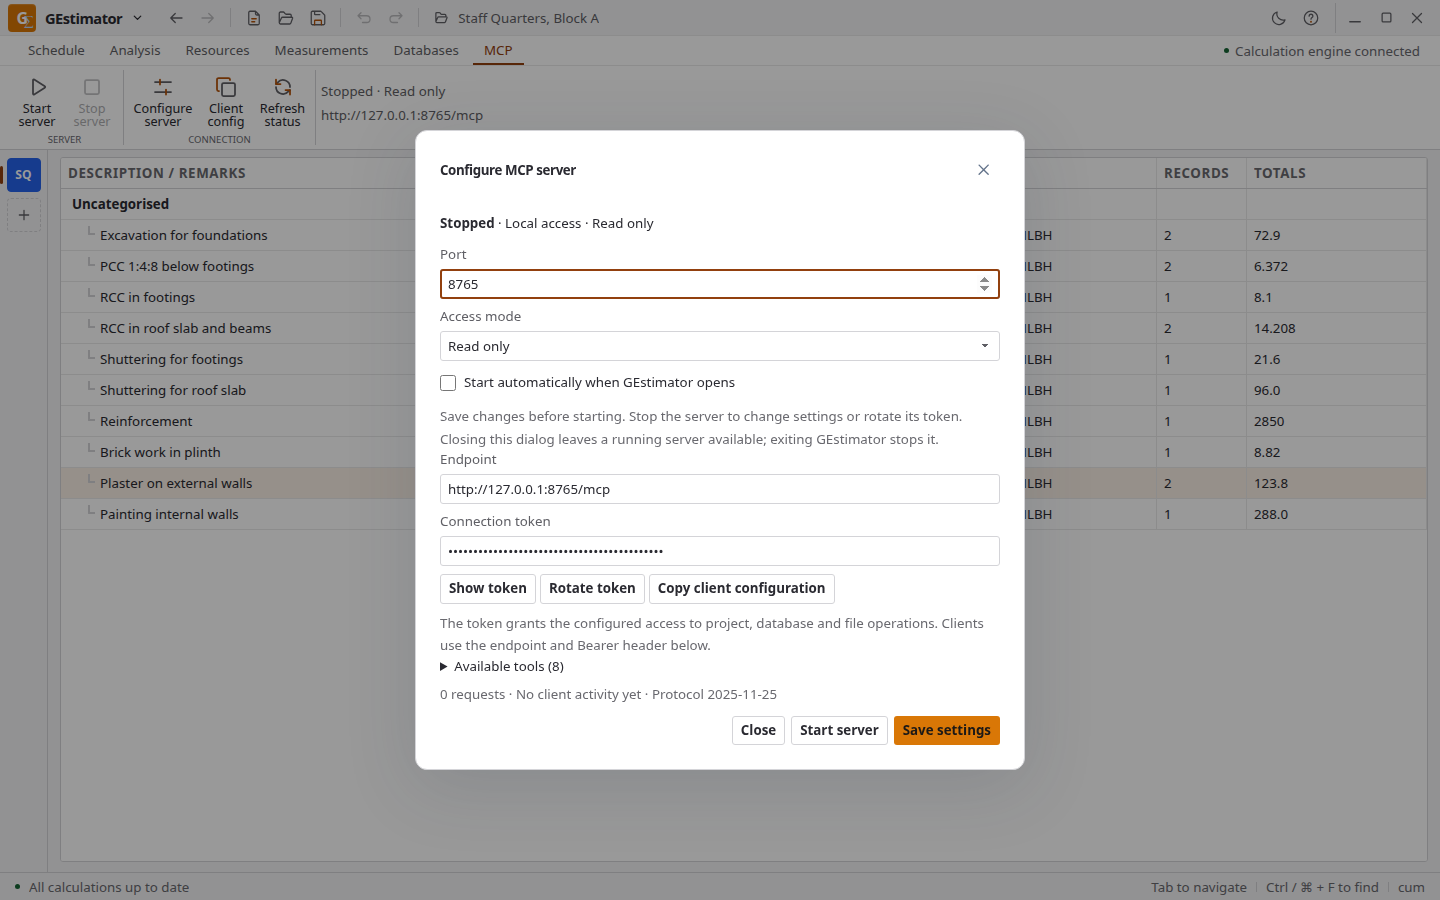 GEstimator
Staff Quarters, Block A
Schedule
Analysis
Resources
Measurements
Databases
MCP
Calculation engine connected
Start server
Stop server
Configure server
Client config
Refresh status
SERVER
CONNECTION
Stopped · Read only
http://127.0.0.1:8765/mcp
SQ
DESCRIPTION / REMARKS
RECORDS
TOTALS
Uncategorised
Excavation for foundations
2
72.9
PCC 1:4:8 below footings
2
6.372
RCC in footings
1
8.1
RCC in roof slab and beams
2
14.208
Shuttering for footings
1
21.6
Shuttering for roof slab
1
96.0
Reinforcement
1
2850
Brick work in plinth
1
8.82
Plaster on external walls
2
123.8
Painting internal walls
1
288.0
Configure MCP server
Stopped · Local access · Read only
Port
8765
Access mode
Read only
Start automatically when GEstimator opens
Save changes before starting. Stop the server to change settings or rotate its token.
Closing this dialog leaves a running server available; exiting GEstimator stops it.
Endpoint
http://127.0.0.1:8765/mcp
Connection token
Show token
Rotate token
Copy client configuration
The token grants the configured access to project, database and file operations. Clients
use the endpoint and Bearer header below.
Available tools (8)
0 requests · No client activity yet · Protocol 2025-11-25
Close
Start server
Save settings
All calculations up to date
Tab to navigate
Ctrl / ⌘ + F to find
cum